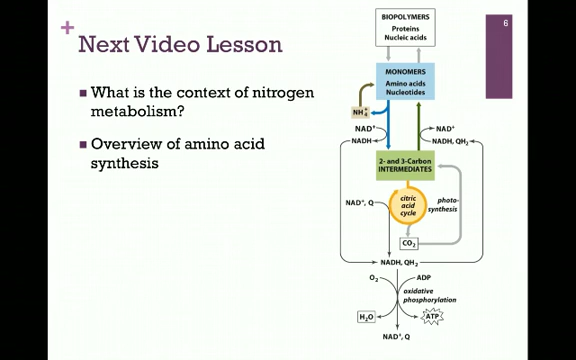 +
Next Video Lesson
What is the context of nitrogen
metabolism?
Overview of amino acid
synthesis
6
BIOPOLYMERS
Proteins
Nucleic acids
MONOMERS
Amino acids
Nucleotides
NH₄⁺
NAD⁺
NADH
NAD⁺
NADH, QH₂
2- and 3-Carbon
INTERMEDIATES
citric
acid
cycle
photo-
synthesis
NAD⁺, Q
CO₂
NADH, QH₂
O₂
ADP
oxidative
phosphorylation
H₂O
ATP
NAD⁺, Q